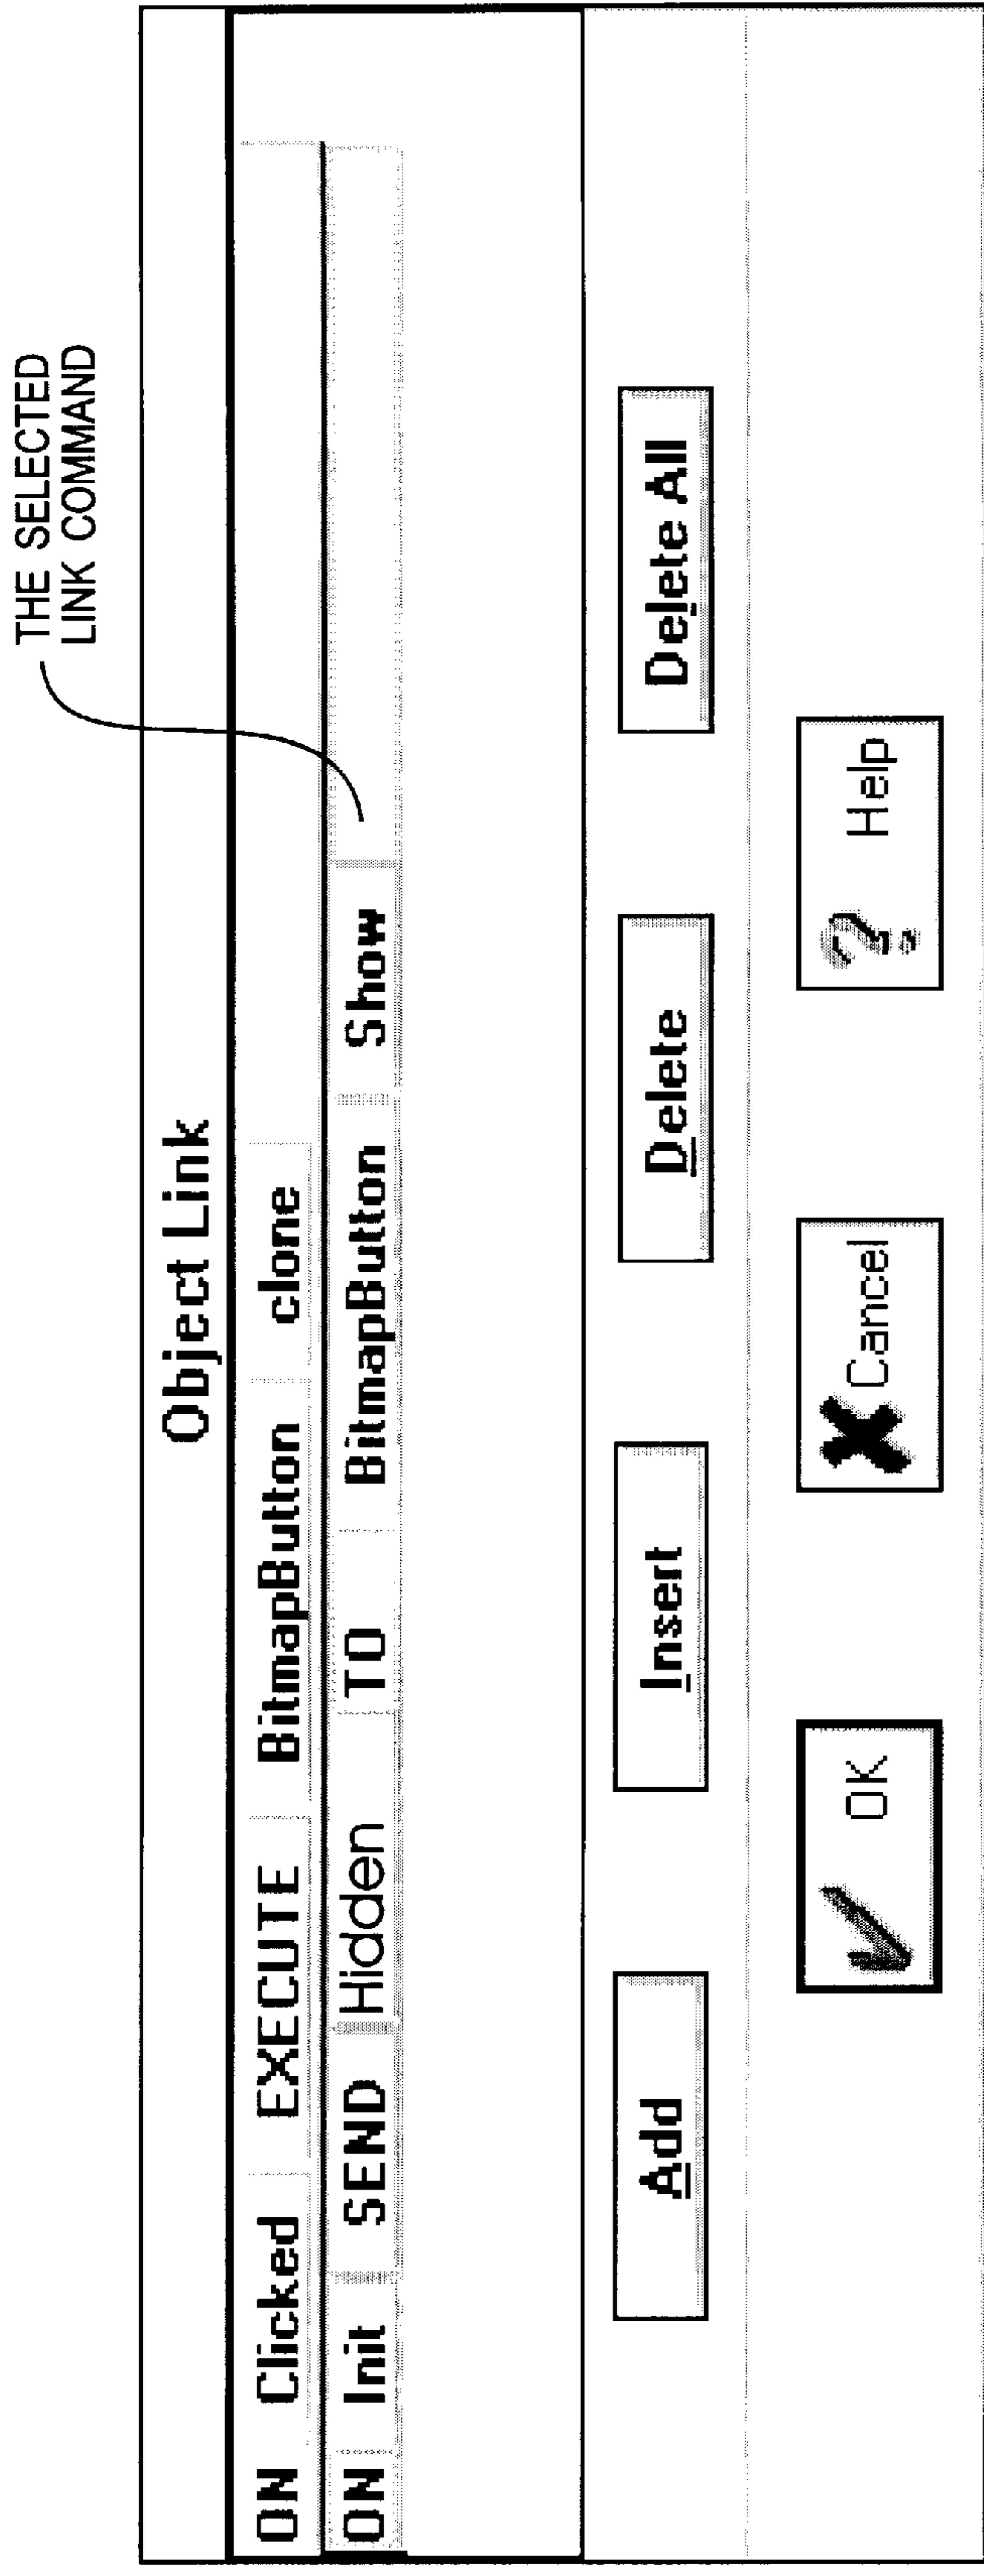 THE SELECTED
LINK COMMAND
Object Link
ON Clicked EXECUTE BitmapButton clone
ON Init SEND Hidden TO BitmapButton Show
Add Insert Delete Delete All
OK Cancel ? Help